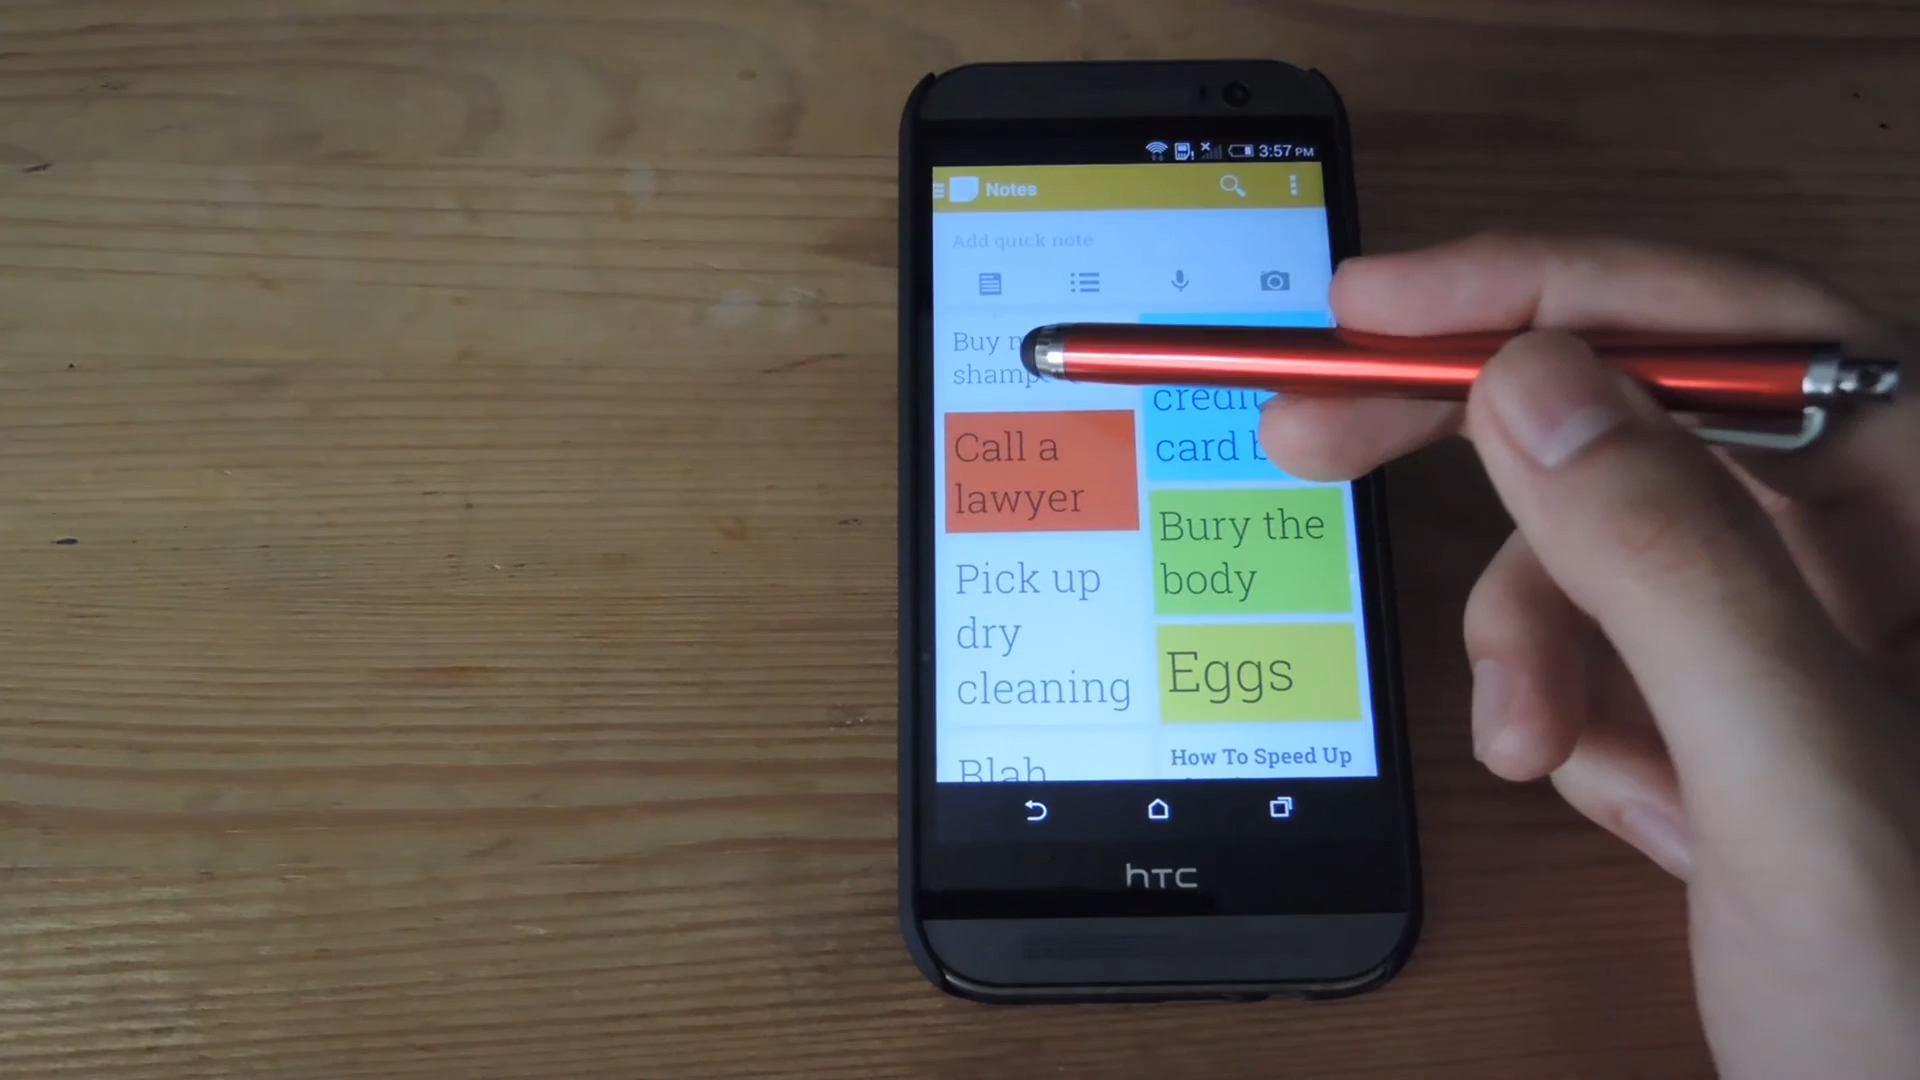 3:57 PM
Notes
Add quick note
Buy
credit
card
Call a
lawyer
Bury the
body
Pick up
dry
cleaning
Eggs
Blah
How To Speed Up
hTC